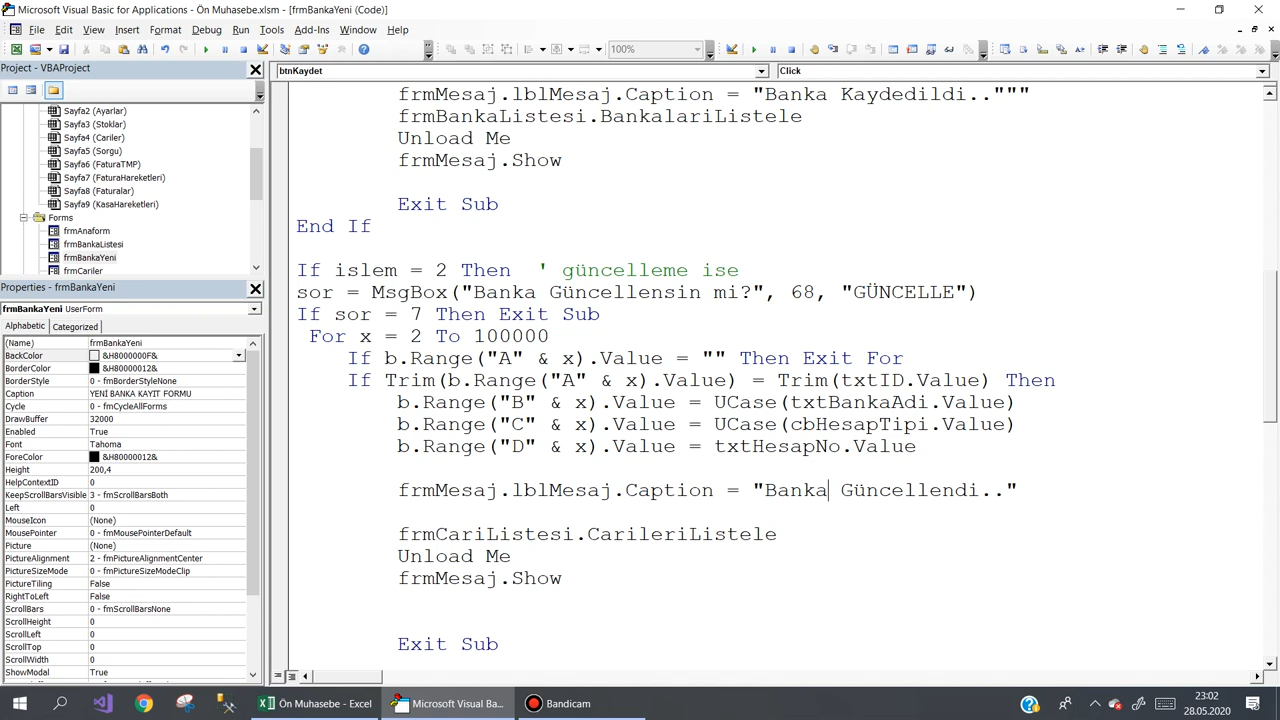 Microsoft Visual Basic for Applications - Ön Muhasebe.xlsm - [frmBankaYeni (Code)]
File Edit View Insert Format Debug Run Tools Add-Ins Window Help
100%
Project - VBAProject
btnKaydet
Click
Sayfa2 (Ayarlar)
Sayfa3 (Stoklar)
Sayfa4 (Cariler)
Sayfa5 (Sorgu)
Sayfa6 (FaturaTMP)
Sayfa7 (FaturaHareketleri)
Sayfa8 (Faturalar)
Sayfa9 (KasaHareketleri)
Forms
frmAnaform
frmBankaListesi
frmBankaYeni
frmCariler
Properties - frmBankaYeni
frmBankaYeni UserForm
Alphabetic Categorized
(Name) frmBankaYeni
BackColor &H8000000F&
BorderColor &H80000012&
BorderStyle 0 - fmBorderStyleNone
Caption YENİ BANKA KAYIT FORMU
Cycle 0 - fmCycleAllForms
DrawBuffer 32000
Enabled True
Font Tahoma
ForeColor &H80000012&
Height 200,4
HelpContextID 0
KeepScrollBarsVisible 3 - fmScrollBarsBoth
Left 0
MouseIcon (None)
MousePointer 0 - fmMousePointerDefault
Picture (None)
PictureAlignment 2 - fmPictureAlignmentCenter
PictureSizeMode 0 - fmPictureSizeModeClip
PictureTiling False
RightToLeft False
ScrollBars 0 - fmScrollBarsNone
ScrollHeight 0
ScrollLeft 0
ScrollTop 0
ScrollWidth 0
ShowModal True
frmMesaj.lblMesaj.Caption = "Banka Kaydedildi.."""
frmBankaListesi.BankalariListele
Unload Me
frmMesaj.Show
Exit Sub
End If
If islem = 2 Then ' güncelleme ise
sor = MsgBox("Banka Güncellensin mi?", 68, "GÜNCELLE")
If sor = 7 Then Exit Sub
For x = 2 To 100000
If b.Range("A" & x).Value = "" Then Exit For
If Trim(b.Range("A" & x).Value) = Trim(txtID.Value) Then
b.Range("B" & x).Value = UCase(txtBankaAdi.Value)
b.Range("C" & x).Value = UCase(cbHesapTipi.Value)
b.Range("D" & x).Value = txtHesapNo.Value
frmMesaj.lblMesaj.Caption = "Banka Güncellendi.."
frmCariListesi.CarileriListele
Unload Me
frmMesaj.Show
Exit Sub
Ön Muhasebe - Excel
Microsoft Visual Ba...
Bandicam
23:02
28.05.2020